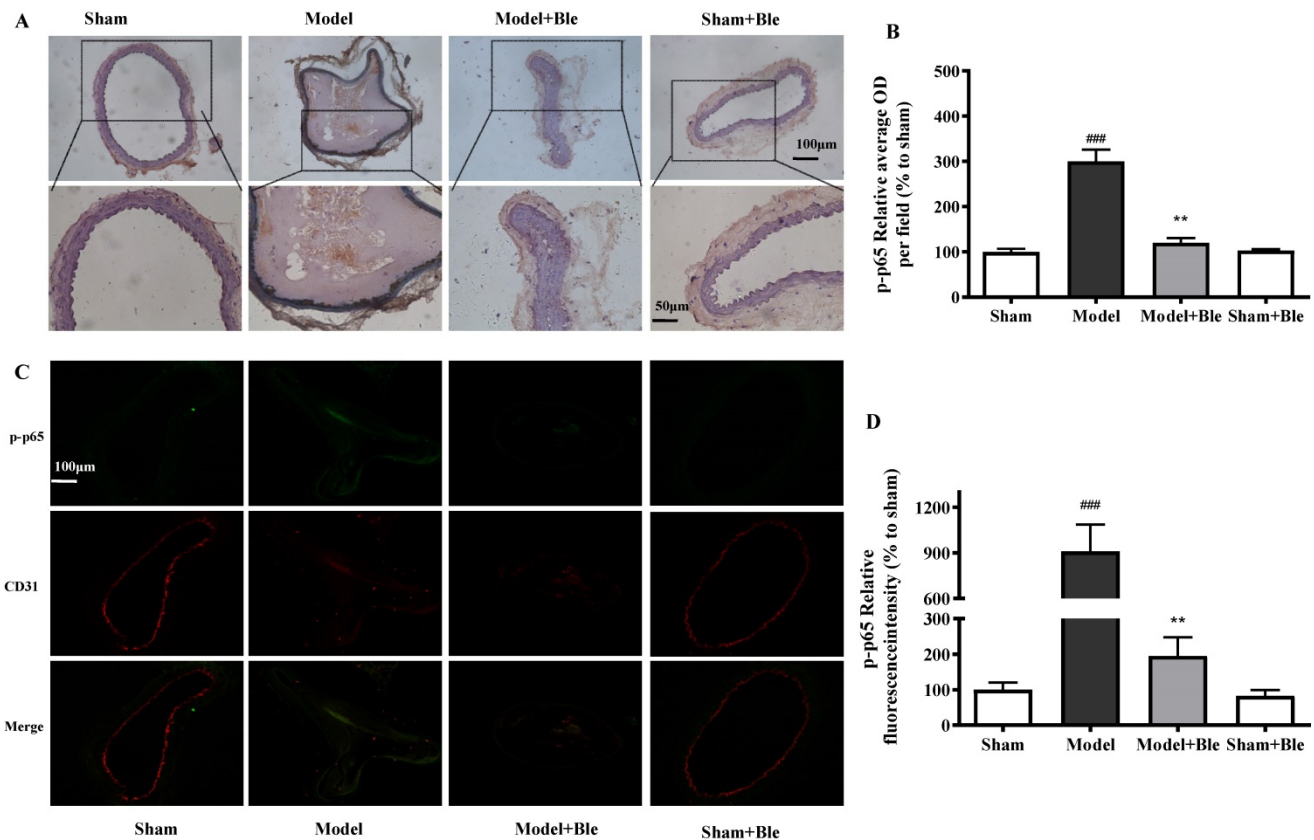 A
Sham
Model
Model+Ble
Sham+Ble
100μm
50μm
B
p-p65 Relative average OD
per field (% to sham)
500
400
300
200
100
0
###
**
Sham
Model
Model+Ble
Sham+Ble
C
p-p65
100μm
CD31
Merge
Sham
Model
Model+Ble
Sham+Ble
D
p-p65 Relative
fluorescenceintensity (% to sham)
1200
900
600
300
200
100
0
###
**
Sham
Model
Model+Ble
Sham+Ble